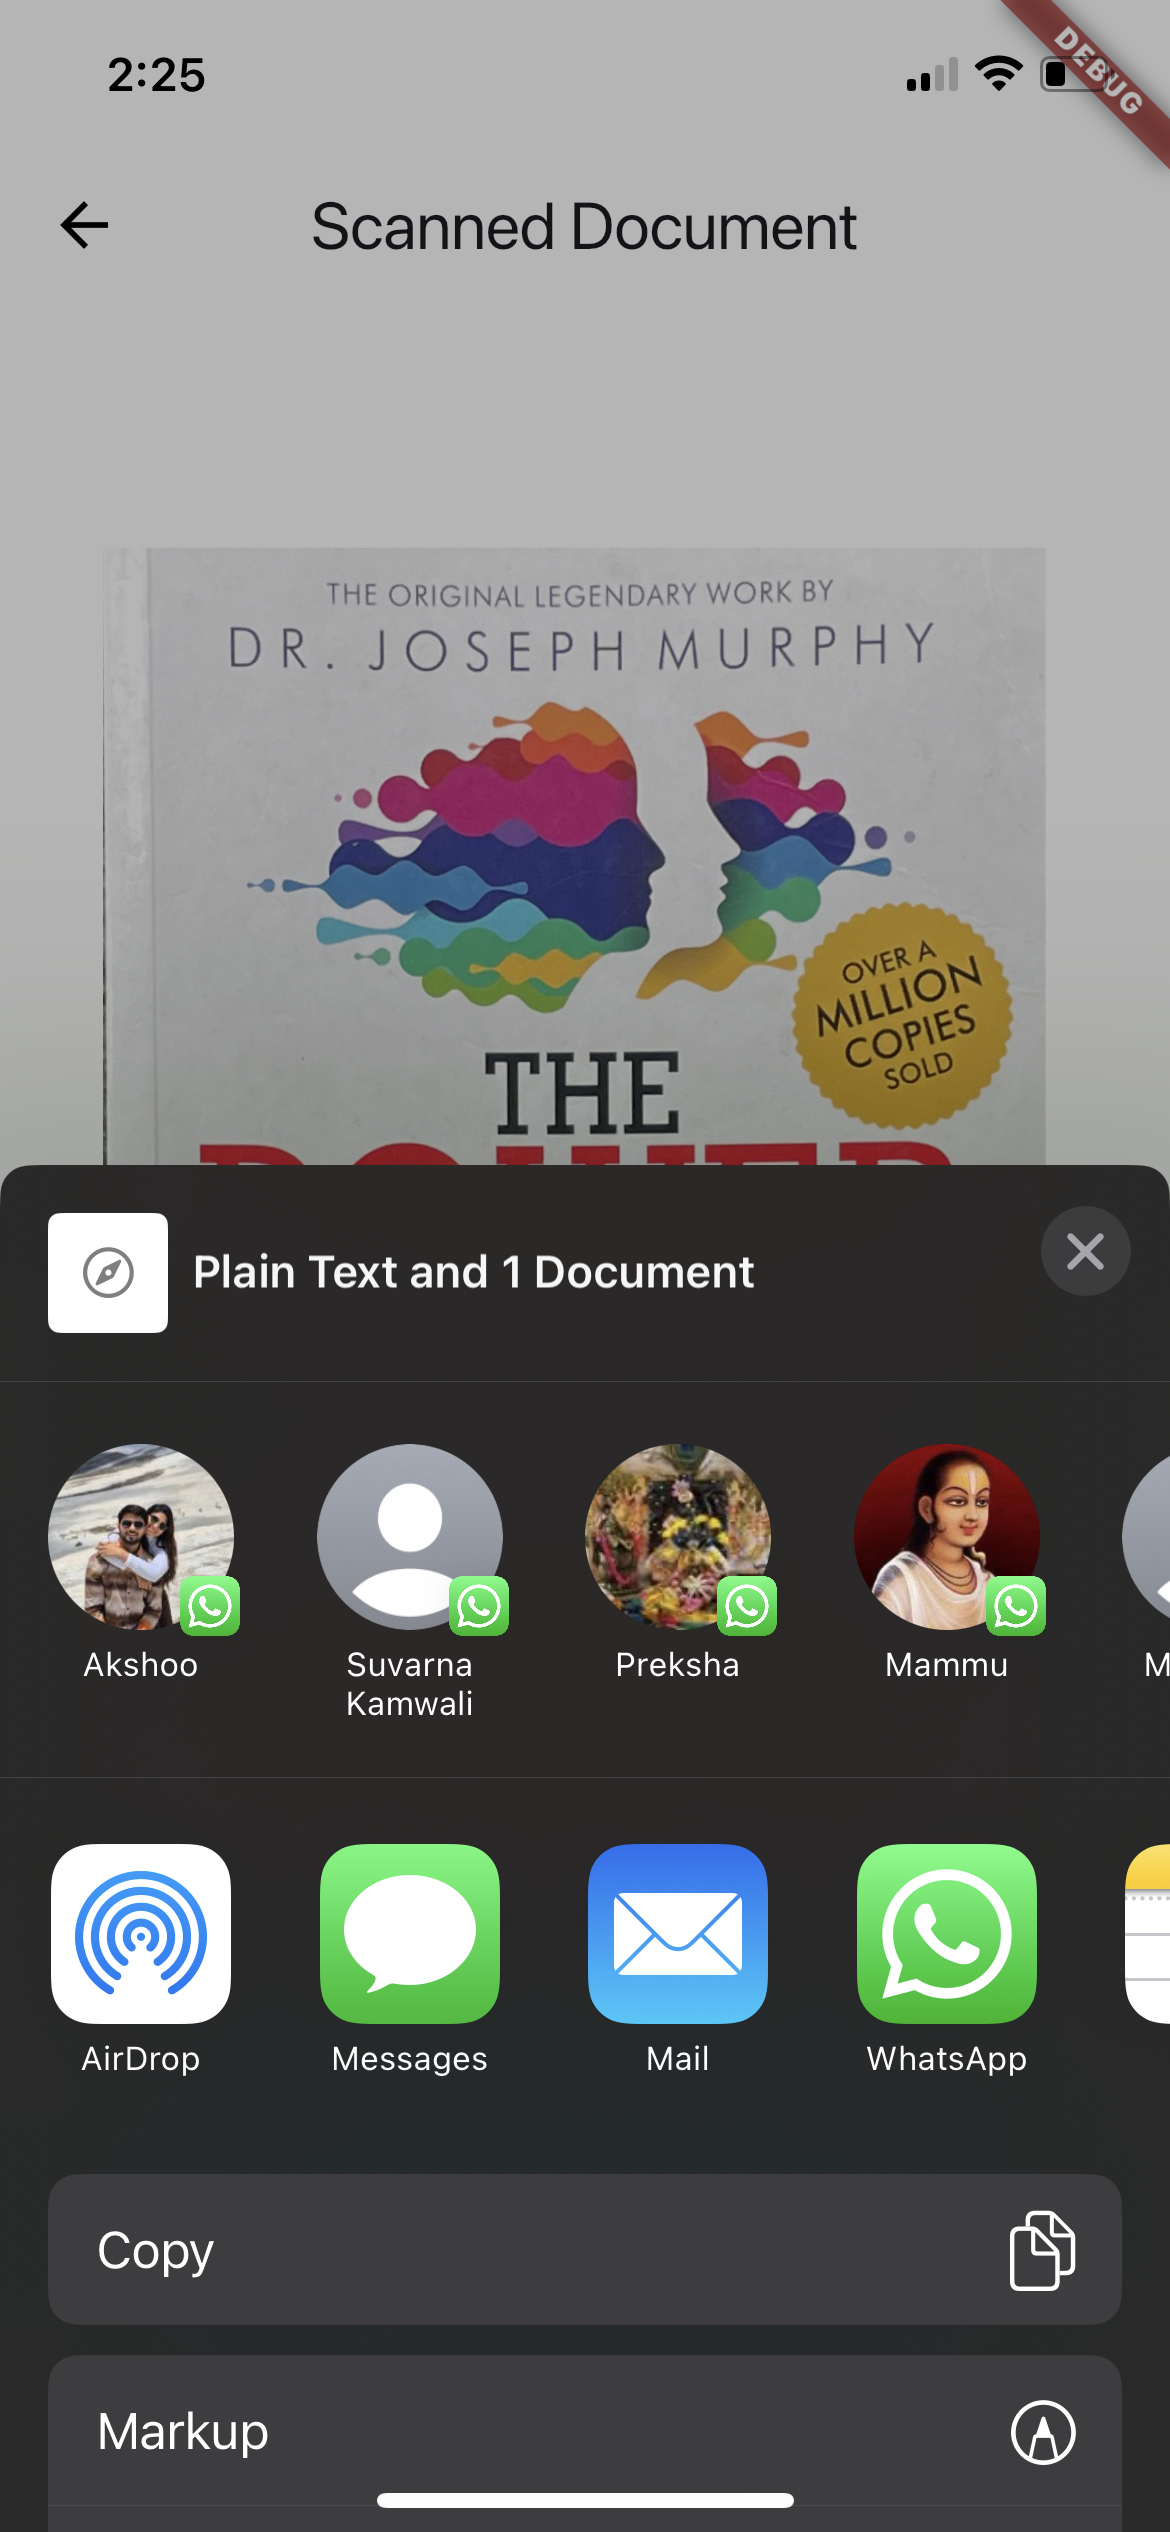 2:25
DEBUG
Scanned Document
THE ORIGINAL LEGENDARY WORK BY
DR. JOSEPH MURPHY
OVER A
MILLION
COPIES
SOLD
THE
POWER
Plain Text and 1 Document
Akshoo
Suvarna
Kamwali
Preksha
Mammu
M
AirDrop
Messages
Mail
WhatsApp
Copy
Markup